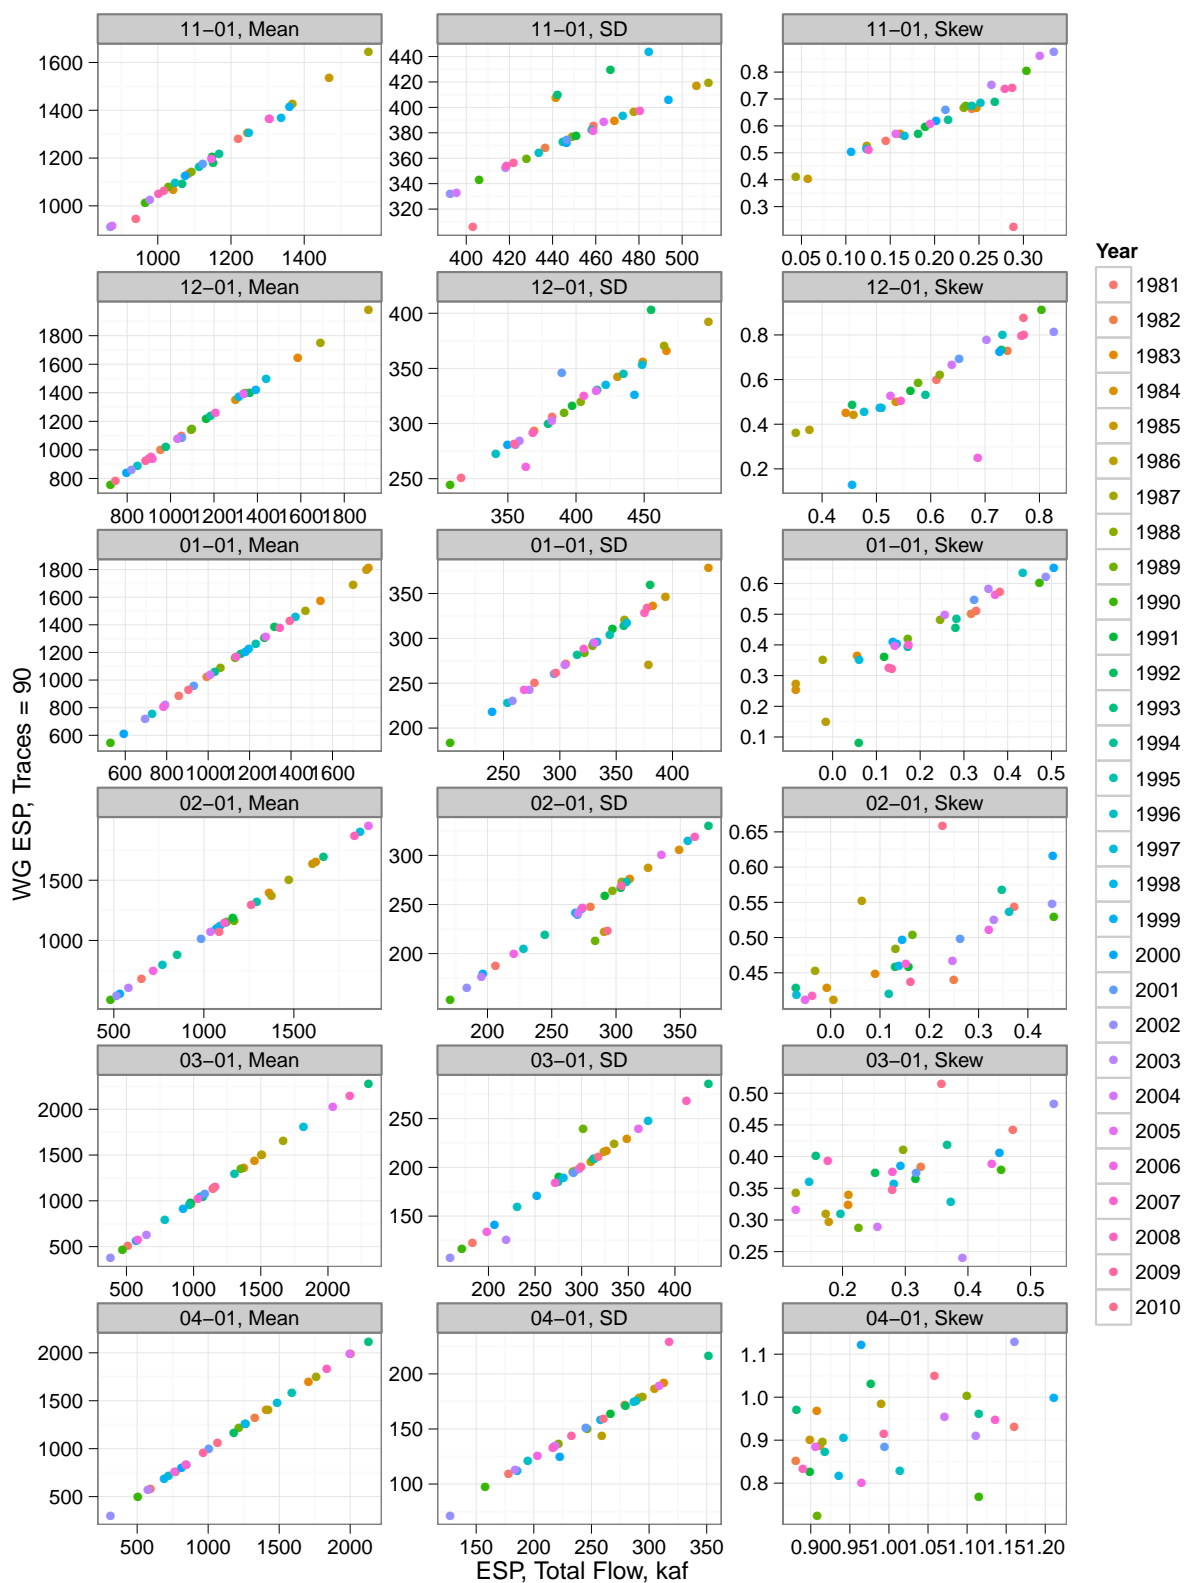 11−01, Mean
11−01, SD
11−01, Skew
1600
1400
1200
1000
440
420
400
380
360
340
320
0.8
0.7
0.6
0.5
0.4
0.3
1000 1200 1400
400 420 440 460 480 500
0.05 0.10 0.15 0.20 0.25 0.30
12−01, Mean
12−01, SD
12−01, Skew
1800
1600
1400
1200
1000
800
400
350
300
250
0.8
0.6
0.4
0.2
800 1000 1200 1400 1600 1800
350 400 450
0.4 0.5 0.6 0.7 0.8
01−01, Mean
01−01, SD
01−01, Skew
1800
1600
1400
1200
1000
800
600
350
300
250
200
0.6
0.5
0.4
0.3
0.2
0.1
600 800 1000 1200 1400 1600
250 300 350 400
0.0 0.1 0.2 0.3 0.4 0.5
02−01, Mean
02−01, SD
02−01, Skew
1500
1000
300
250
200
0.65
0.60
0.55
0.50
0.45
500 1000 1500
200 250 300 350
0.0 0.1 0.2 0.3 0.4
03−01, Mean
03−01, SD
03−01, Skew
2000
1500
1000
500
250
200
150
0.50
0.45
0.40
0.35
0.30
0.25
500 1000 1500 2000
200 250 300 350 400
0.2 0.3 0.4 0.5
04−01, Mean
04−01, SD
04−01, Skew
2000
1500
1000
500
200
150
100
1.1
1.0
0.9
0.8
500 1000 1500 2000
150 200 250 300 350
0.90 0.95 1.00 1.05 1.10 1.15 1.20
WG ESP, Traces = 90
ESP, Total Flow, kaf
Year
1981
1982
1983
1984
1985
1986
1987
1988
1989
1990
1991
1992
1993
1994
1995
1996
1997
1998
1999
2000
2001
2002
2003
2004
2005
2006
2007
2008
2009
2010